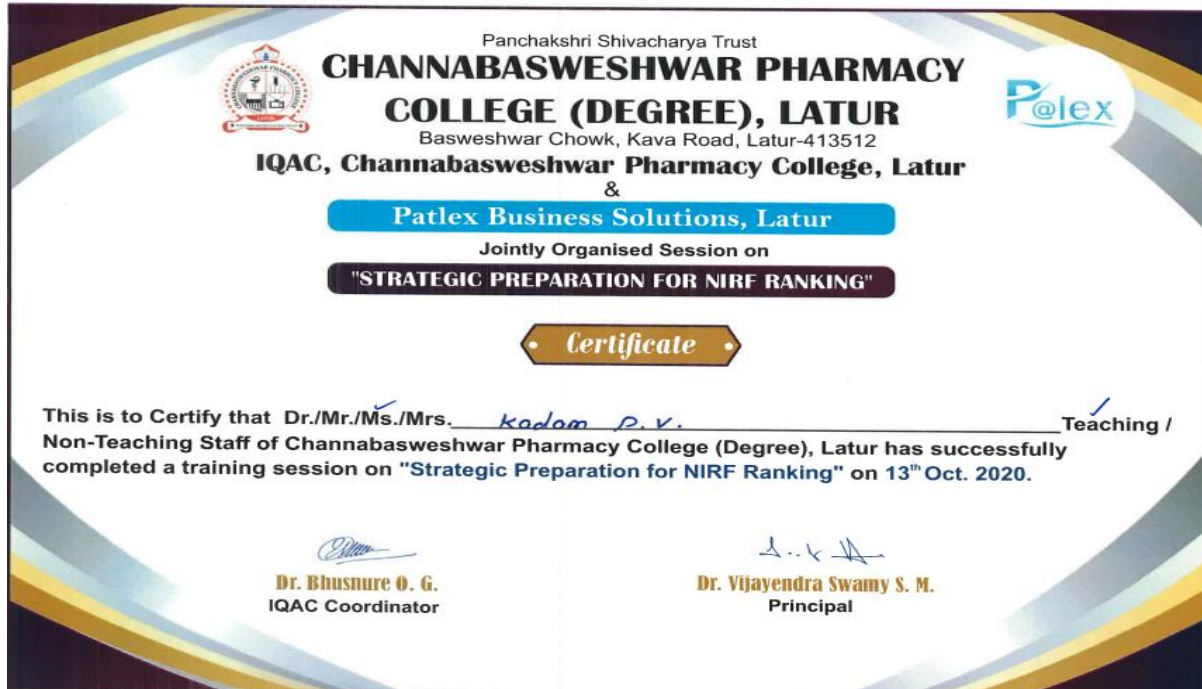 Panchakshri Shivacharya Trust
CHANNABASWESHWAR PHARMACY
COLLEGE (DEGREE), LATUR
P@lex
Basweshwar Chowk, Kava Road, Latur-413512
IQAC, Channabasweshwar Pharmacy College, Latur
&
Patlex Business Solutions, Latur
Jointly Organised Session on
"STRATEGIC PREPARATION FOR NIRF RANKING"
Certificate
This is to Certify that Dr./Mr./Ms./Mrs. Kadam P.V. Teaching /
Non-Teaching Staff of Channabasweshwar Pharmacy College (Degree), Latur has successfully
completed a training session on "Strategic Preparation for NIRF Ranking" on 13th Oct. 2020.
Dr. Bhusnure O. G.
IQAC Coordinator
Dr. Vijayendra Swamy S. M.
Principal